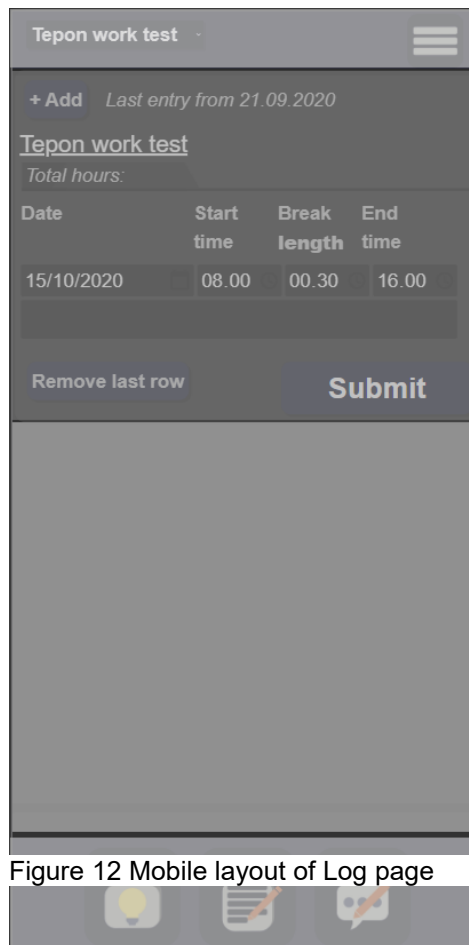 Tepon work test
+ Add Last entry from 21.09.2020
Tepon work test
Total hours:
Date Start time Break length End time
15/10/2020 08.00 00.30 16.00
Remove last row Submit
Figure 12 Mobile layout of Log page